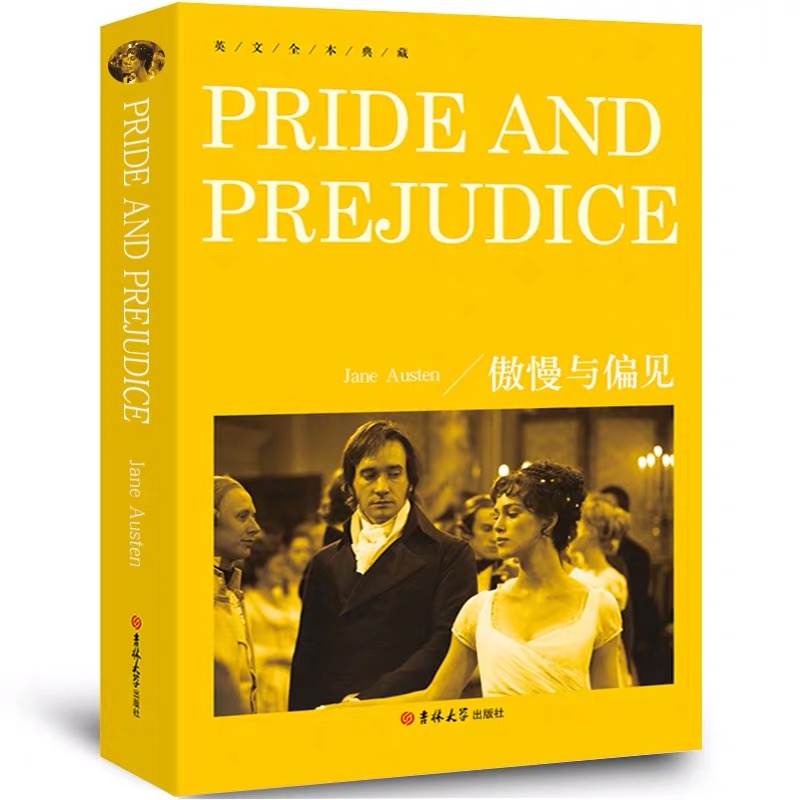 英/文/全/本/典/藏
PRIDE AND
PREJUDICE
Jane Austen/傲慢与偏见
吉林大学出版社
PRIDE AND PREJUDICE
Jane Austen
吉林大学出版社